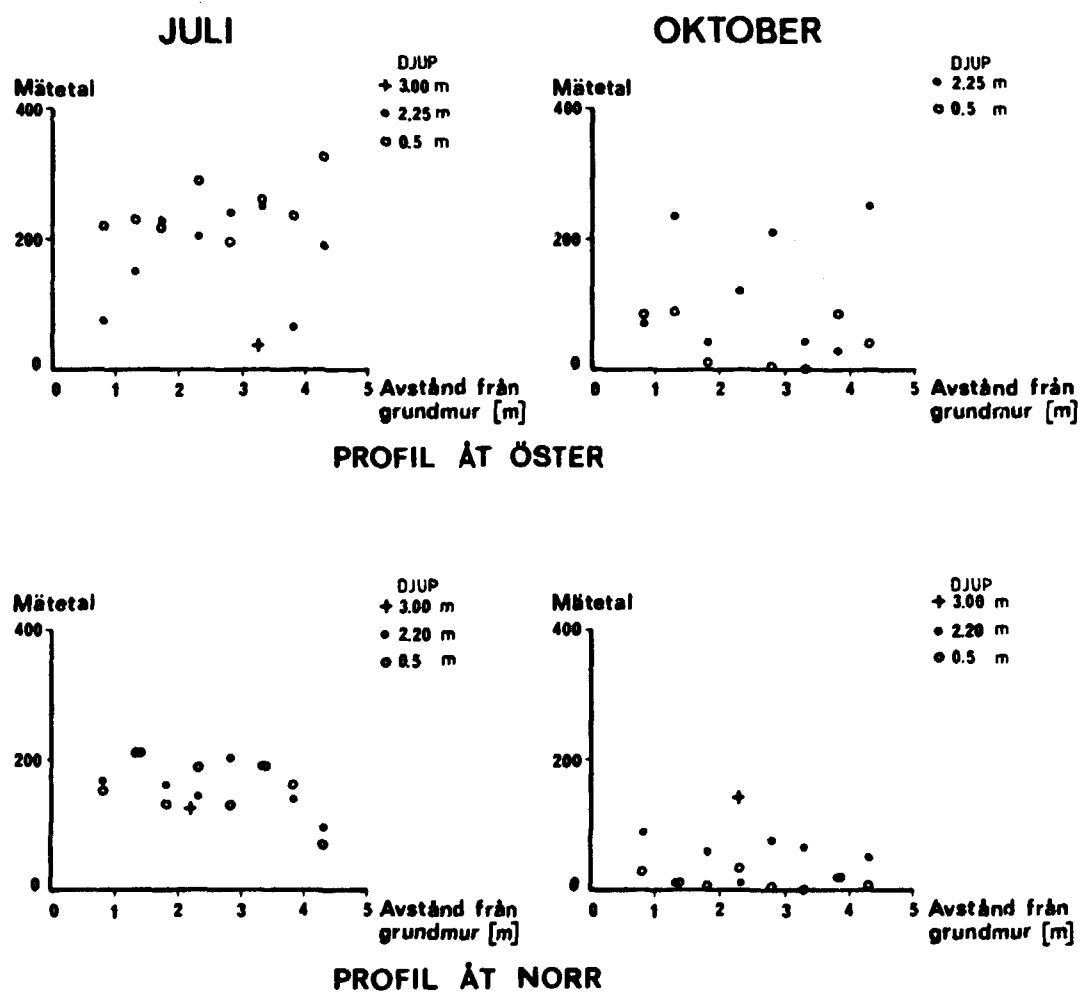 JULI
OKTOBER
DJUP
+ 3.00 m
• 2.25 m
o 0.5 m
Mätetal
400
200
0
0 1 2 3 4 5
Avstånd från
grundmur [m]
DJUP
• 2.25 m
o 0.5 m
Mätetal
400
200
0
0 1 2 3 4 5
Avstånd från
grundmur [m]
PROFIL ÅT ÖSTER
DJUP
+ 3.00 m
• 2.20 m
o 0.5 m
Mätetal
400
200
0
0 1 2 3 4 5
Avstånd från
grundmur [m]
DJUP
+ 3.00 m
• 2.20 m
o 0.5 m
Mätetal
400
200
0
0 1 2 3 4 5
Avstånd från
grundmur [m]
PROFIL ÅT NORR